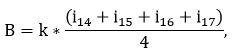 B = k * (i₁₄ + i₁₅ + i₁₆ + i₁₇) / 4,